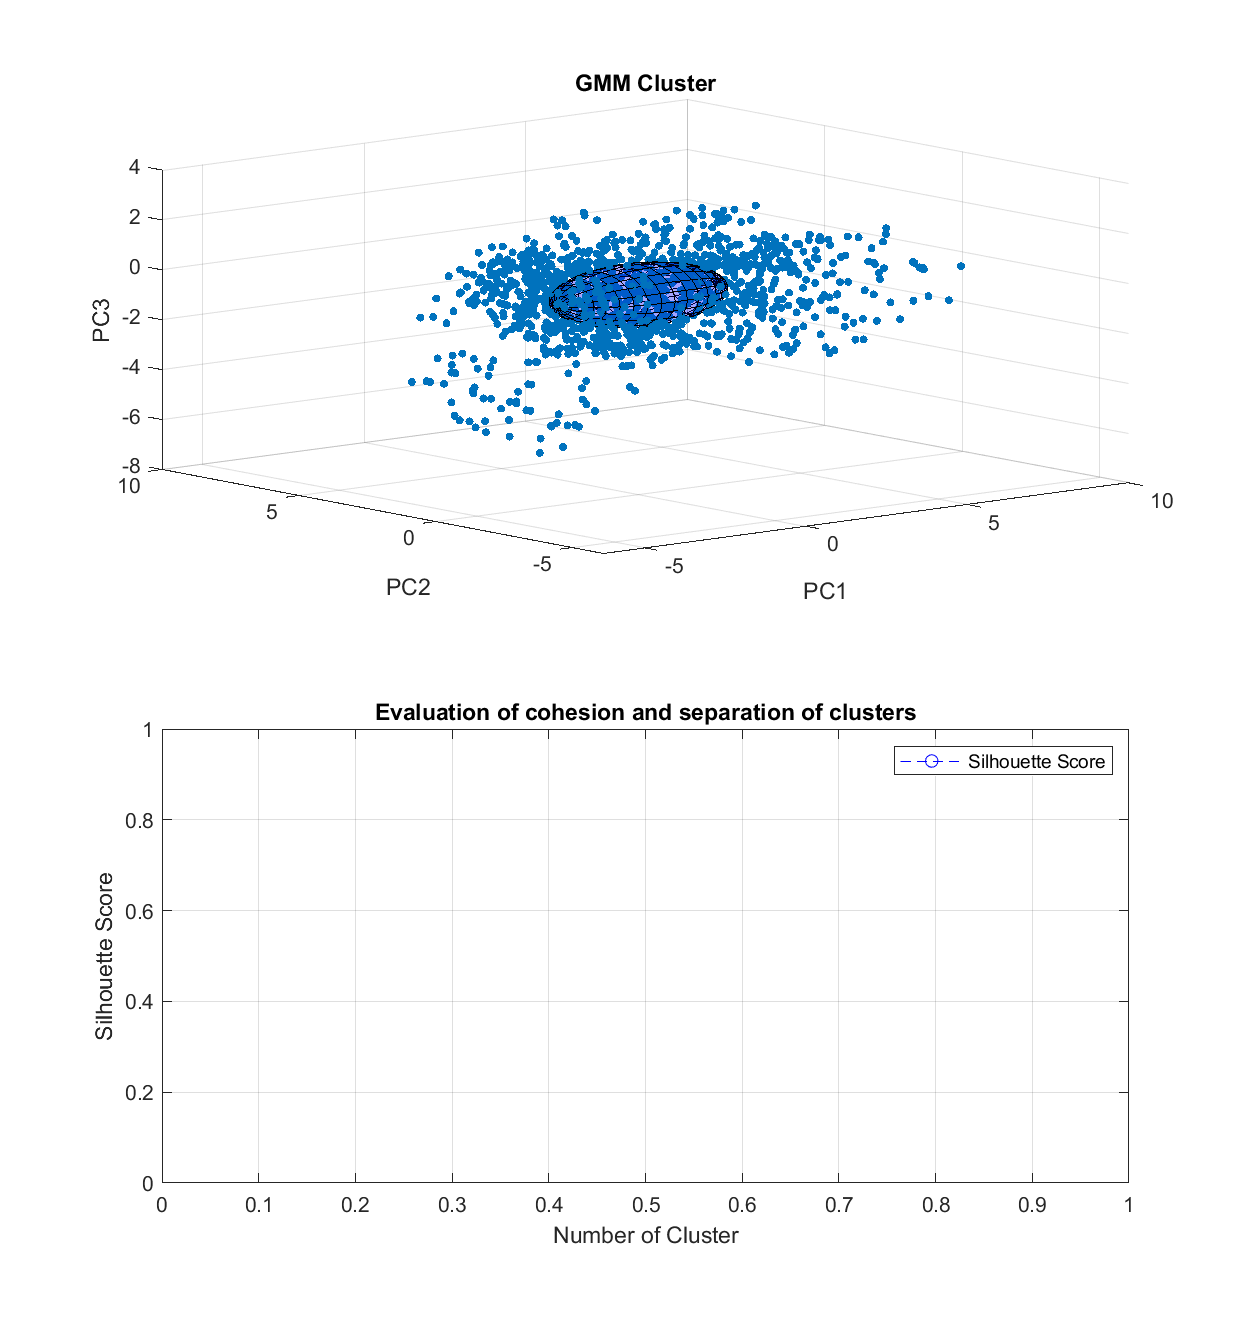 GMM Cluster
4
2
0
-2
-4
-6
-8
PC3
10
5
0
-5
PC2
-5
0
5
10
PC1
Evaluation of cohesion and separation of clusters
Silhouette Score
1
0.8
0.6
0.4
0.2
0
Silhouette Score
0 0.1 0.2 0.3 0.4 0.5 0.6 0.7 0.8 0.9 1
Number of Cluster